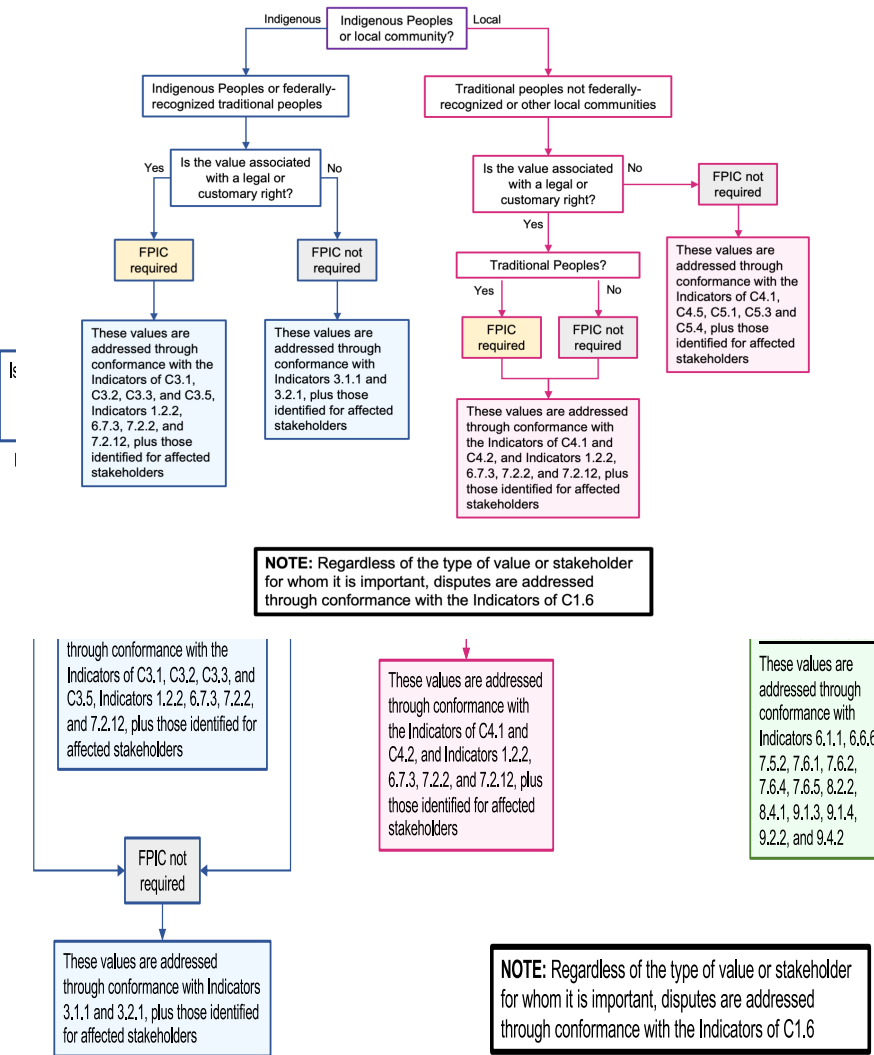 Indigenous
Indigenous Peoples
or local community?
Local
Indigenous Peoples or federally-
recognized traditional peoples
Traditional peoples not federally-
recognized or other local communities
Yes
Is the value associated
with a legal or
customary right?
No
Is the value associated
with a legal or
customary right?
No
FPIC not
required
Yes
FPIC
required
FPIC not
required
Traditional Peoples?
These values are
addressed through
conformance with the
Indicators of C4.1,
C4.5, C5.1, C5.3 and
C5.4, plus those
identified for affected
stakeholders
Yes
No
FPIC
required
FPIC not
required
These values are
addressed through
conformance with the
Indicators of C3.1,
C3.2, C3.3, and C3.5,
Indicators 1.2.2,
6.7.3, 7.2.2, and
7.2.12, plus those
identified for affected
stakeholders
These values are
addressed through
conformance with
Indicators 3.1.1 and
3.2.1, plus those
identified for affected
stakeholders
Is
These values are addressed
through conformance with
the Indicators of C4.1 and
C4.2, and Indicators 1.2.2,
6.7.3, 7.2.2, and 7.2.12, plus
those identified for affected
stakeholders
NOTE: Regardless of the type of value or stakeholder
for whom it is important, disputes are addressed
through conformance with the Indicators of C1.6
through conformance with the
Indicators of C3.1, C3.2, C3.3, and
C3.5, Indicators 1.2.2, 6.7.3, 7.2.2,
and 7.2.12, plus those identified for
affected stakeholders
These values are addressed
through conformance with
the Indicators of C4.1 and
C4.2, and Indicators 1.2.2,
6.7.3, 7.2.2, and 7.2.12, plus
those identified for affected
stakeholders
These values are
addressed through
conformance with
Indicators 6.1.1, 6.6.6
7.5.2, 7.6.1, 7.6.2,
7.6.4, 7.6.5, 8.2.2,
8.4.1, 9.1.3, 9.1.4,
9.2.2, and 9.4.2
FPIC not
required
These values are addressed
through conformance with Indicators
3.1.1 and 3.2.1, plus those identified
for affected stakeholders
NOTE: Regardless of the type of value or stakeholder
for whom it is important, disputes are addressed
through conformance with the Indicators of C1.6